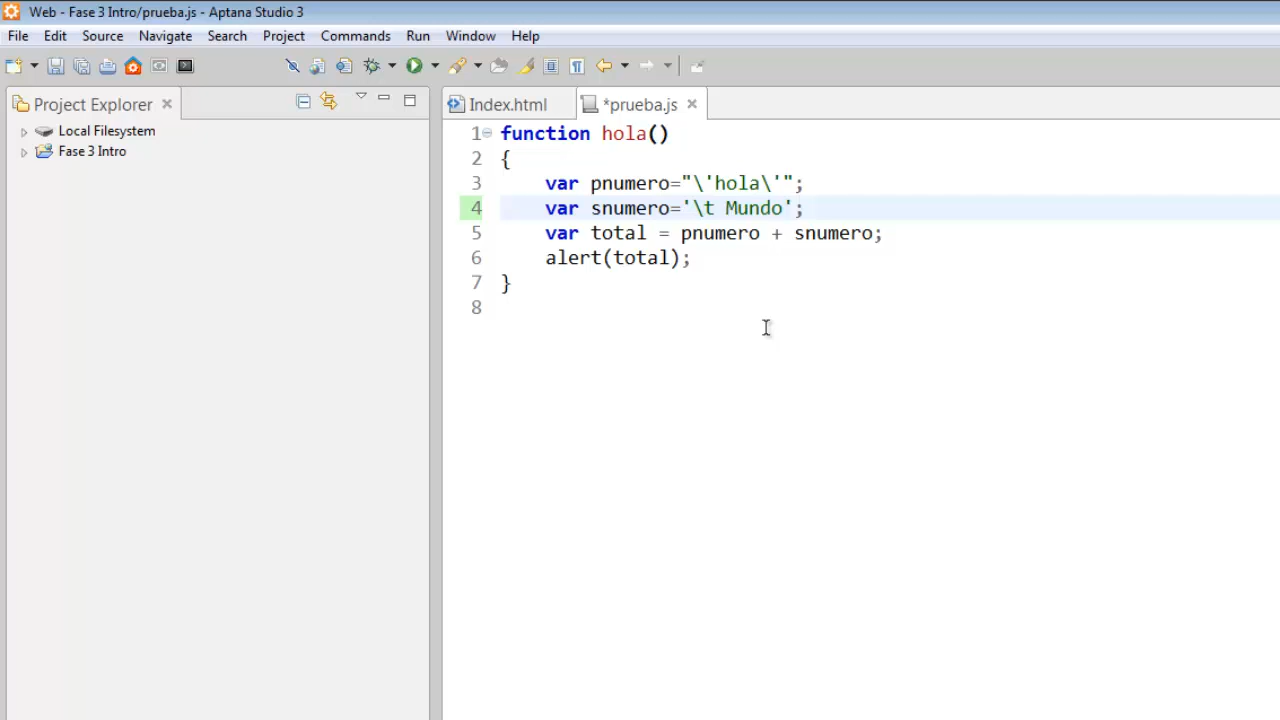 Web - Fase 3 Intro/prueba.js - Aptana Studio 3
File Edit Source Navigate Search Project Commands Run Window Help
Project Explorer
Index.html
*prueba.js
Local Filesystem
Fase 3 Intro
1 function hola()
2 {
3 var pnumero="\'hola\'";
4 var snumero='\t Mundo';
5 var total = pnumero + snumero;
6 alert(total);
7 }
8